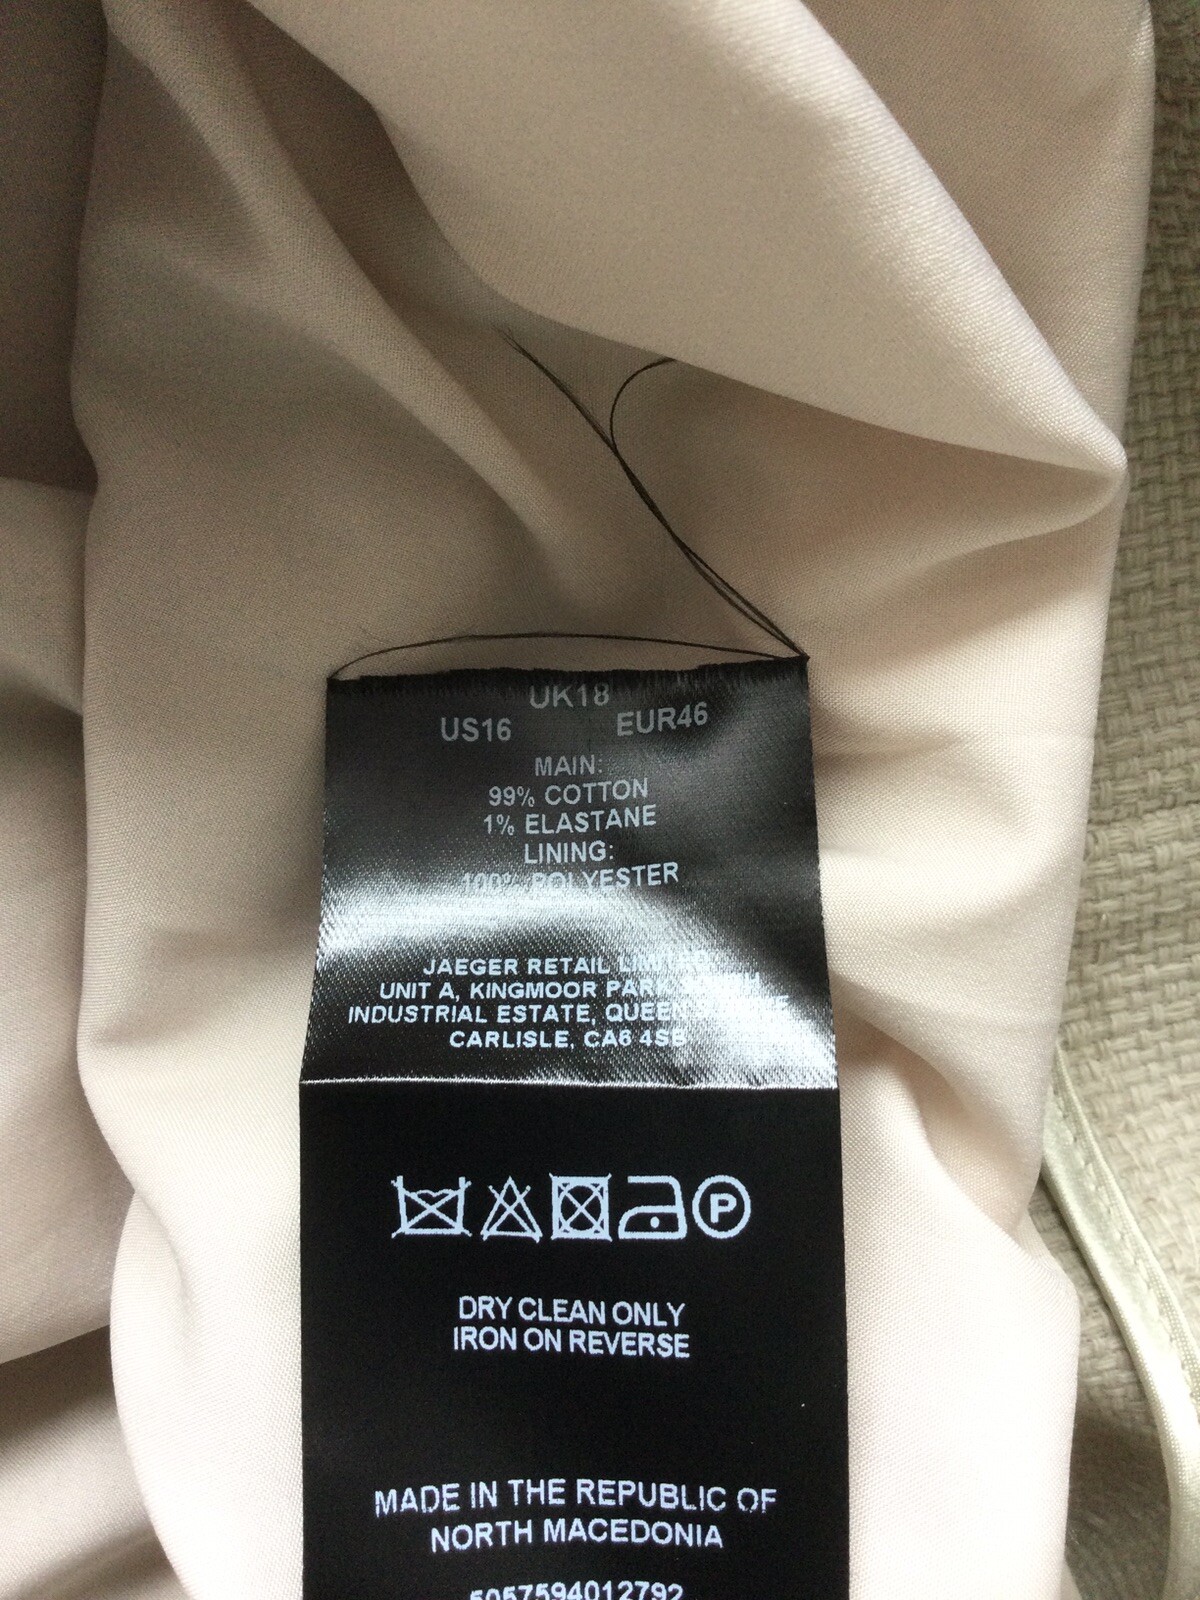 UK18
US16 EUR46
MAIN:
99% COTTON
1% ELASTANE
LINING:
100% POLYESTER
JAEGER RETAIL
UNIT A, KINGMOOR PARK
INDUSTRIAL ESTATE,
CARLISLE, CA6 4SB
P
DRY CLEAN ONLY
IRON ON REVERSE
MADE IN THE REPUBLIC OF
NORTH MACEDONIA
5057594012792